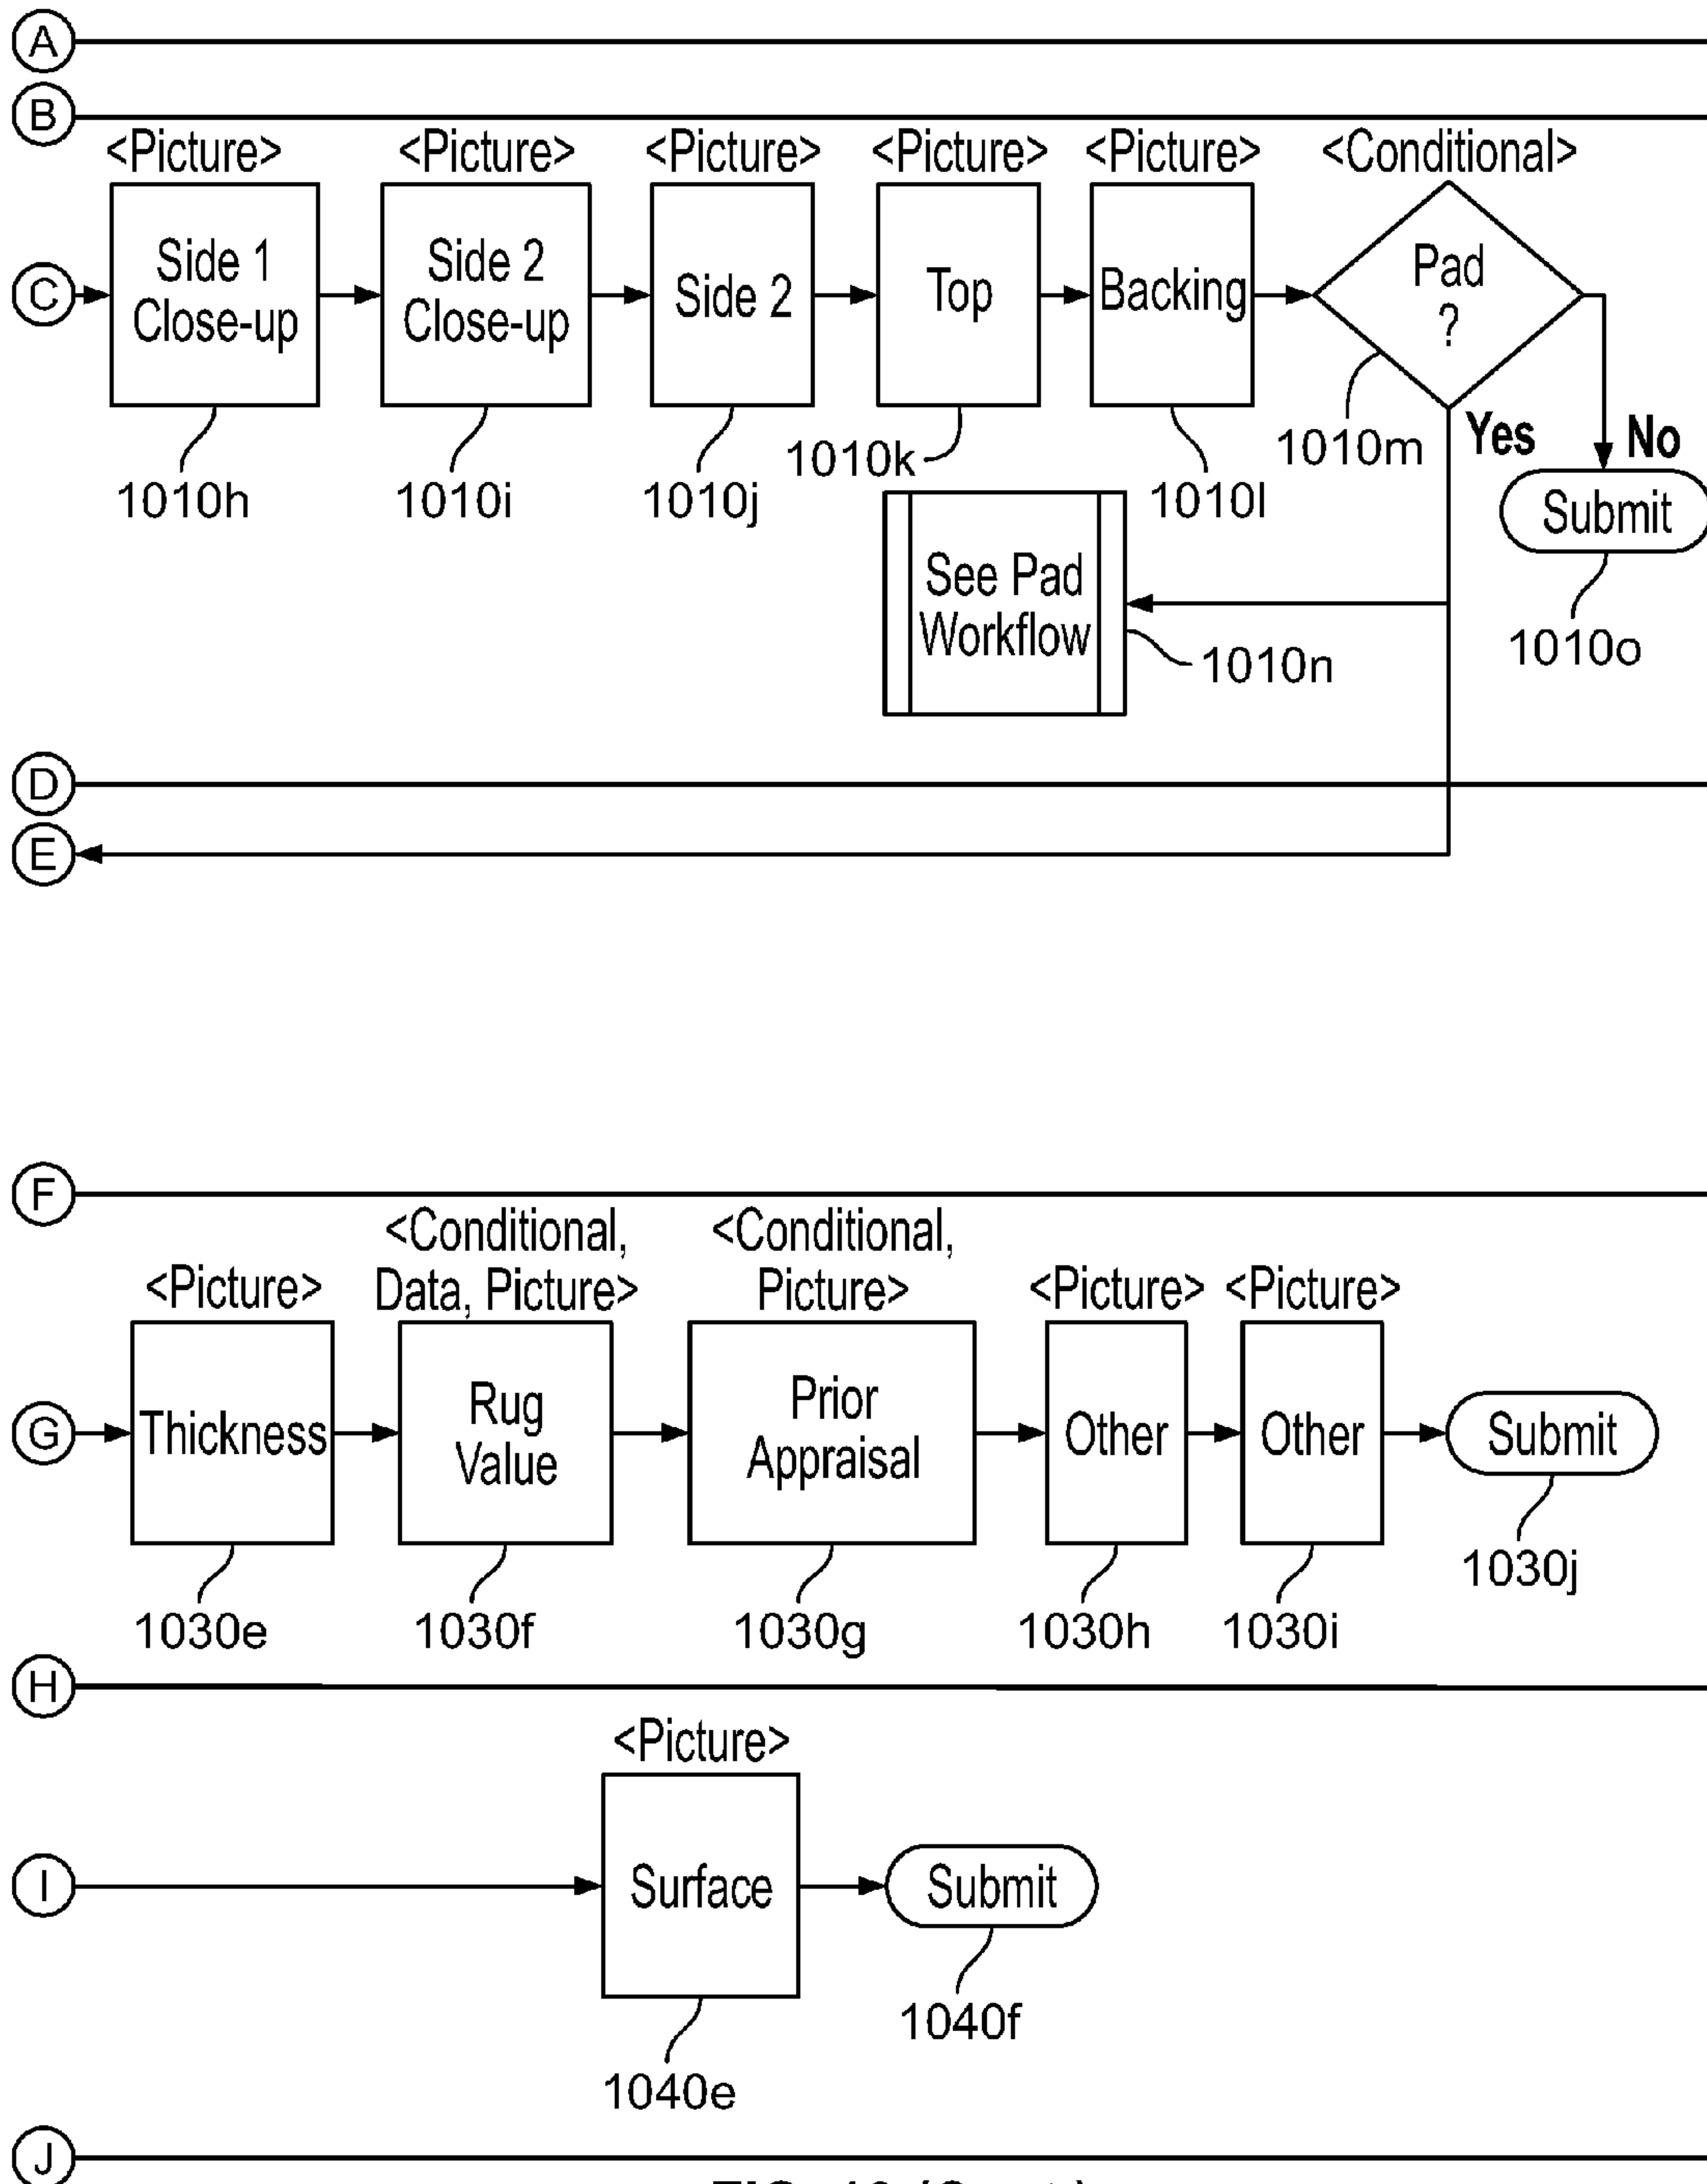 A
B
<Picture> <Picture> <Picture> <Picture> <Picture> <Conditional>
C
Side 1
Close-up
Side 2
Close-up
Side 2
Top
Backing
Pad
?
Yes
No
1010h
1010i
1010j
1010k
1010l
1010m
Submit
See Pad
Workflow
1010n
1010o
D
E
F
<Picture>
<Conditional,
Data, Picture>
<Conditional,
Picture>
<Picture>
<Picture>
G
Thickness
Rug
Value
Prior
Appraisal
Other
Other
Submit
1030e
1030f
1030g
1030h
1030i
1030j
H
<Picture>
I
Surface
Submit
1040e
1040f
J